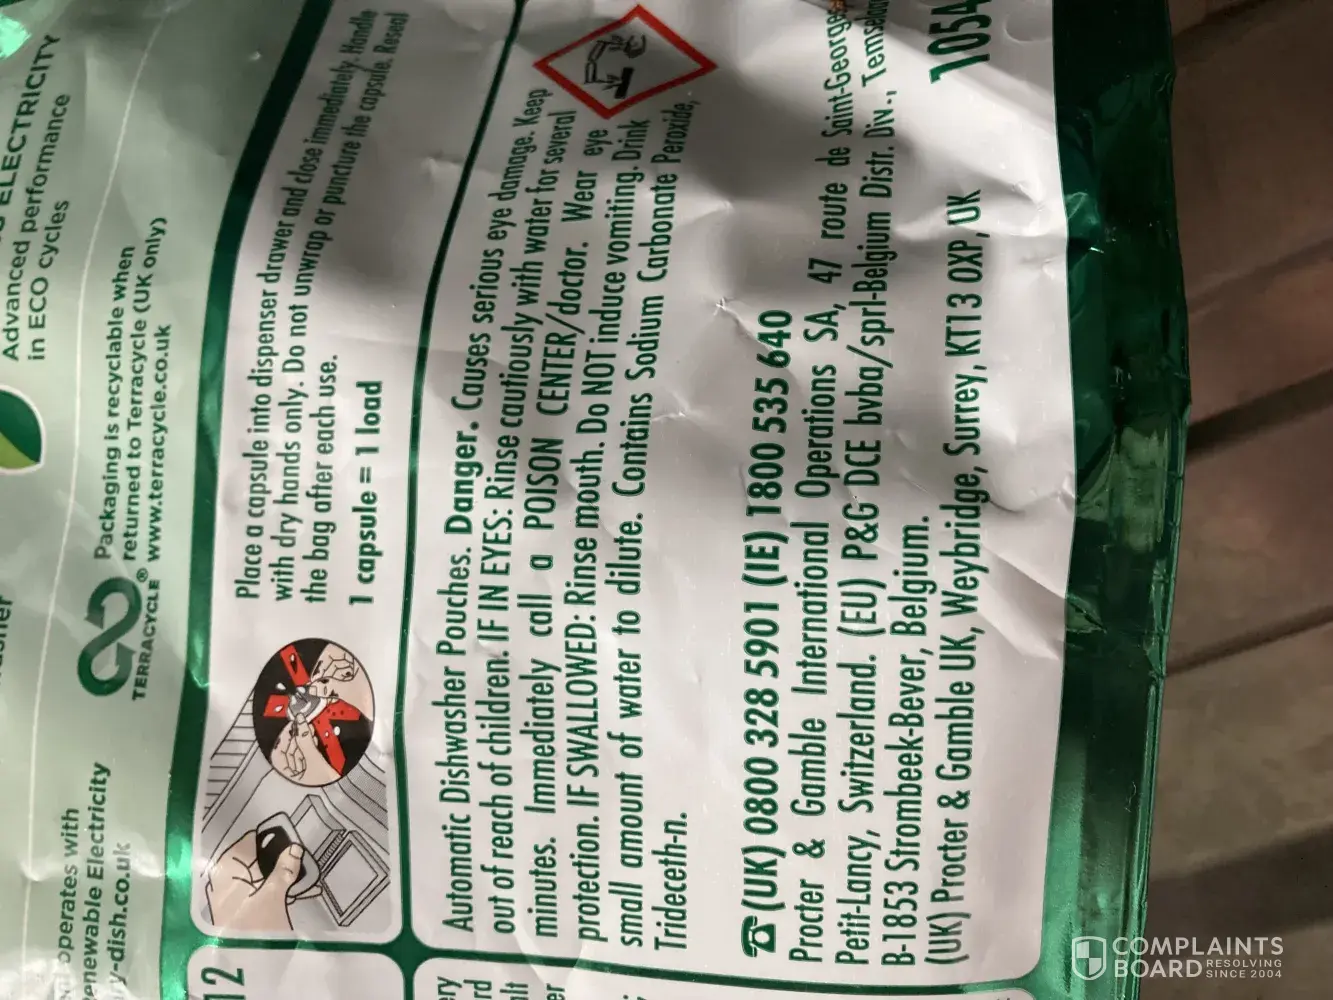 ELECTRICITY
Advanced performance
in ECO cycles
Packaging is recyclable when
returned to Terracycle (UK only)
www.terracycle.co.uk
TERRACYCLE®
operates with
Renewable Electricity
y-dish.co.uk
Place a capsule into dispenser drawer and close immediately. Handle
with dry hands only. Do not unwrap or puncture the capsule. Reseal
the bag after each use.
1 capsule = 1 load
12
Automatic Dishwasher Pouches. Danger. Causes serious eye damage. Keep
out of reach of children. IF IN EYES: Rinse cautiously with water for several
minutes. Immediately call a POISON CENTER/doctor. Wear eye
protection. IF SWALLOWED: Rinse mouth. Do NOT induce vomiting. Drink
small amount of water to dilute. Contains Sodium Carbonate Peroxide,
Trideceth-n.
☎ (UK) 0800 328 5901 (IE) 1800 535 640
Procter & Gamble International Operations SA, 47 route de Saint-Georges
Petit-Lancy, Switzerland. (EU) P&G DCE bvba/sprl-Belgium Distr. Div., Temselaan
B-1853 Strombeek-Bever, Belgium.
(UK) Procter & Gamble UK, Weybridge, Surrey, KT13 0XP, UK
1054
COMPLAINTS
BOARD RESOLVING
SINCE 2004